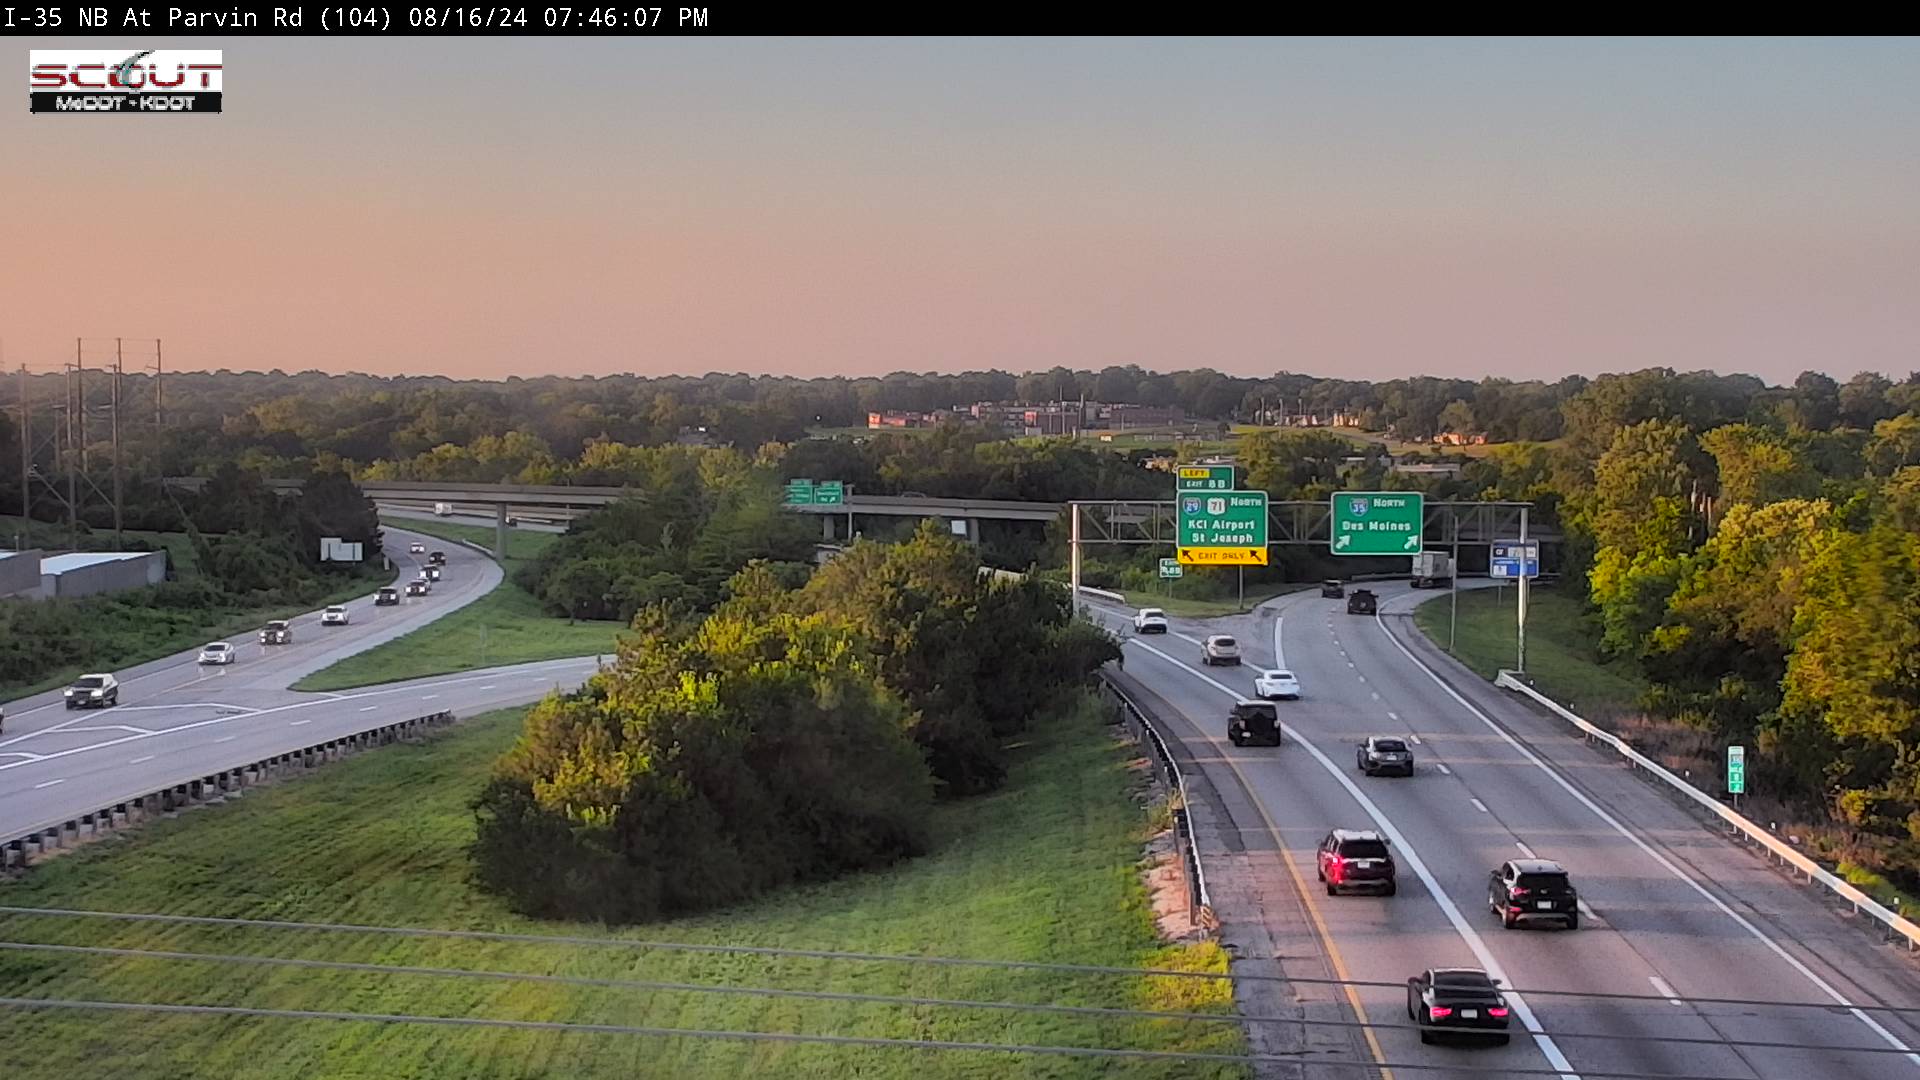 I-35 NB At Parvin Rd (104) 08/16/24 07:46:07 PM
SCOUT
MoDOT - KDOT
LEFT
EXIT 8B
29 71 NORTH
KCI Airport
St Joseph
EXIT ONLY
35 NORTH
Des Moines